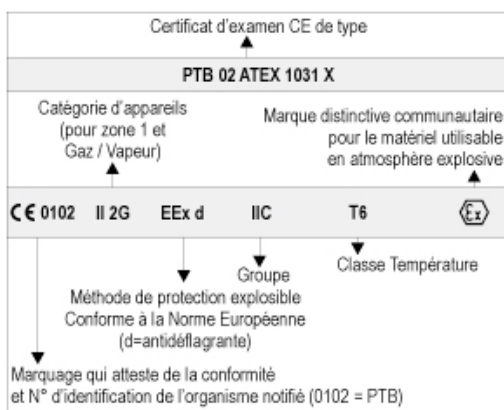 Certificat d'examen CE de type
PTB 02 ATEX 1031 X
Catégorie d'appareils
(pour zone 1 et
Gaz / Vapeur)
Marque distinctive communautaire
pour le matériel utilisable
en atmosphère explosive
CE 0102 II 2G EEx d IIC T6 Ex
Groupe
Classe Température
Méthode de protection explosible
Conforme à la Norme Européenne
(d=antidéflagrante)
Marquage qui atteste de la conformité
et N° d'identification de l'organisme notifié (0102 = PTB)